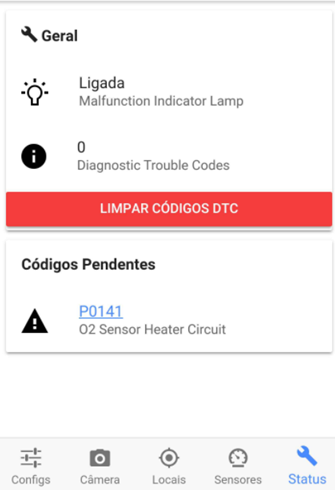 Geral
Ligada
Malfunction Indicator Lamp
0
Diagnostic Trouble Codes
LIMPAR CÓDIGOS DTC
Códigos Pendentes
P0141
O2 Sensor Heater Circuit
Configs Câmera Locais Sensores Status